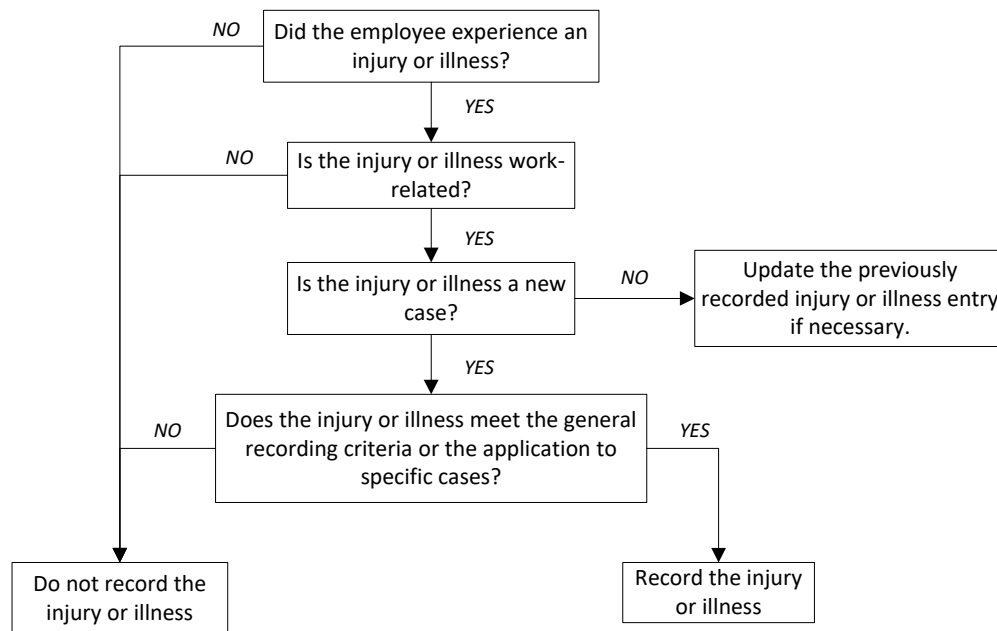 NO
Did the employee experience an
injury or illness?
YES
NO
Is the injury or illness work-
related?
YES
Is the injury or illness a new
case?
NO
Update the previously
recorded injury or illness entry
if necessary.
YES
NO
Does the injury or illness meet the general
recording criteria or the application to
specific cases?
YES
Do not record the
injury or illness
Record the injury
or illness